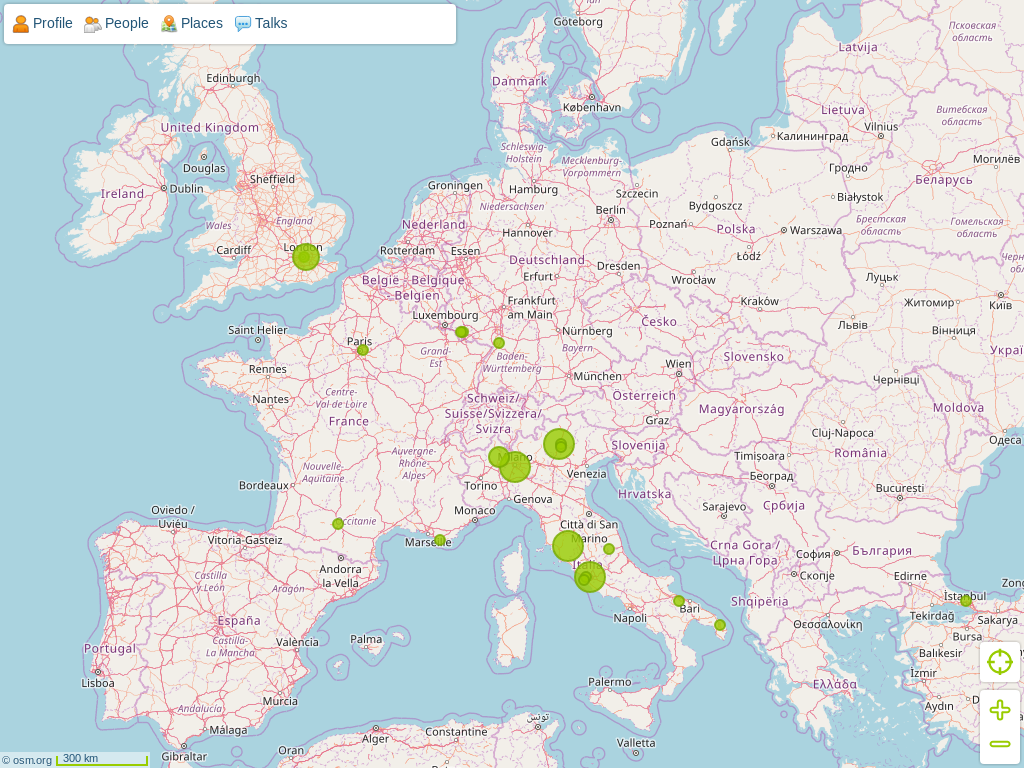 Profile People Places Talks
Göteborg
Псковская
область
Latvija
Edinburgh
Danmark
København
Lietuva
Витебская
область
United Kingdom
Vilnius
Калининград
Gdańsk
Schleswig-
Holstein
Mecklenburg-
Vorpommern
Могилёв
Douglas
Гродно
Sheffield
Беларусь
Groningen
Hamburg
Szczecin
Ireland
Dublin
Białystok
Bydgoszcz
Niedersachsen
Berlin
Wales
England
Nederland
Poznań
Polska
Warszawa
Брестская
область
Гомельская
область
Hannover
Cardiff
London
Rotterdam
Essen
Deutschland
Łódź
Dresden
Erfurt
België - Belgique
- Belgien
Wrocław
Луцьк
Kraków
Житомир
Київ
Luxembourg
Frankfurt
am Main
Saint Helier
Česko
Nürnberg
Львів
Вінниця
Paris
Grand-
Est
Bayern
Baden-
Württemberg
Slovensko
Rennes
Wien
München
Чернівці
Centre-
Val de Loire
Nantes
France
Schweiz/
Suisse/Svizzera/
Svizra
Österreich
Magyarország
Moldova
Graz
Cluj-Napoca
Одеса
Slovenija
Auvergne-
Rhône-
Alpes
Milano
România
Timișoara
Nouvelle-
Aquitaine
Venezia
Bordeaux
Torino
Београд
București
Hrvatska
Genova
Sarajevo
Србија
Oviedo /
Uviéu
Monaco
Occitanie
Città di San
Marino
Vitoria-Gasteiz
Marseille
Crna Gora /
Црна Гора
София
България
Andorra
la Vella
Italia
Скопје
Edirne
Castilla
y León
Aragón
İstanbul
Shqipëria
Bari
Tekirdağ
Sakarya
Napoli
Θεσσαλονίκη
España
Bursa
Palma
València
Portugal
Castilla-
La Mancha
Balıkesir
İzmir
Lisboa
Palermo
Ελλάδα
Murcia
Andalucía
Aydın
تونس
Málaga
Alger
Constantine
Valletta
Oran
Gibraltar
© osm.org 300 km